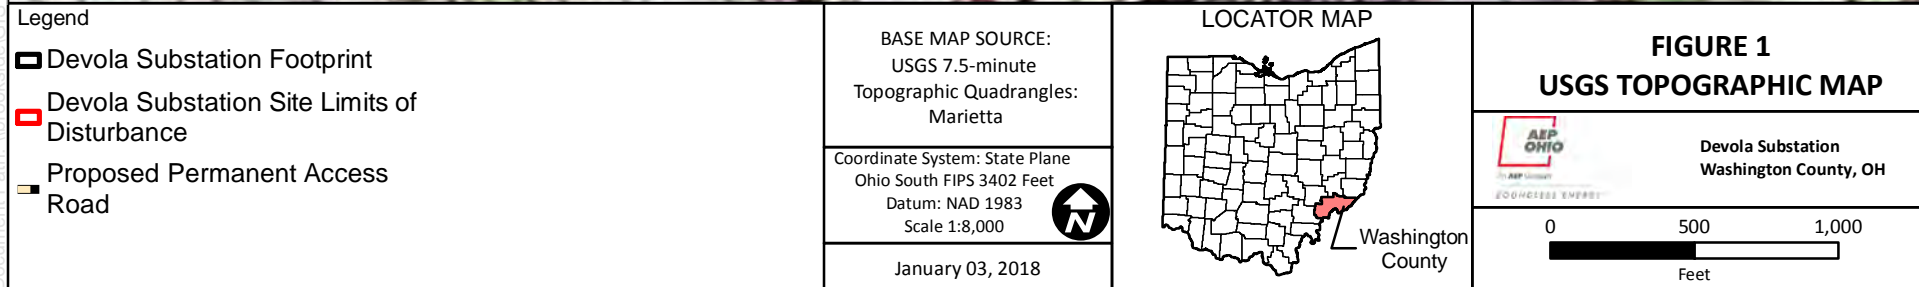 Legend
Devola Substation Footprint
Devola Substation Site Limits of
Disturbance
Proposed Permanent Access
Road
BASE MAP SOURCE:
USGS 7.5-minute
Topographic Quadrangles:
Marietta
Coordinate System: State Plane
Ohio South FIPS 3402 Feet
Datum: NAD 1983
Scale 1:8,000
N
January 03, 2018
LOCATOR MAP
Washington
County
FIGURE 1
USGS TOPOGRAPHIC MAP
AEP
OHIO
BOUNDLESS ENERGY
Devola Substation
Washington County, OH
0 500 1,000
Feet